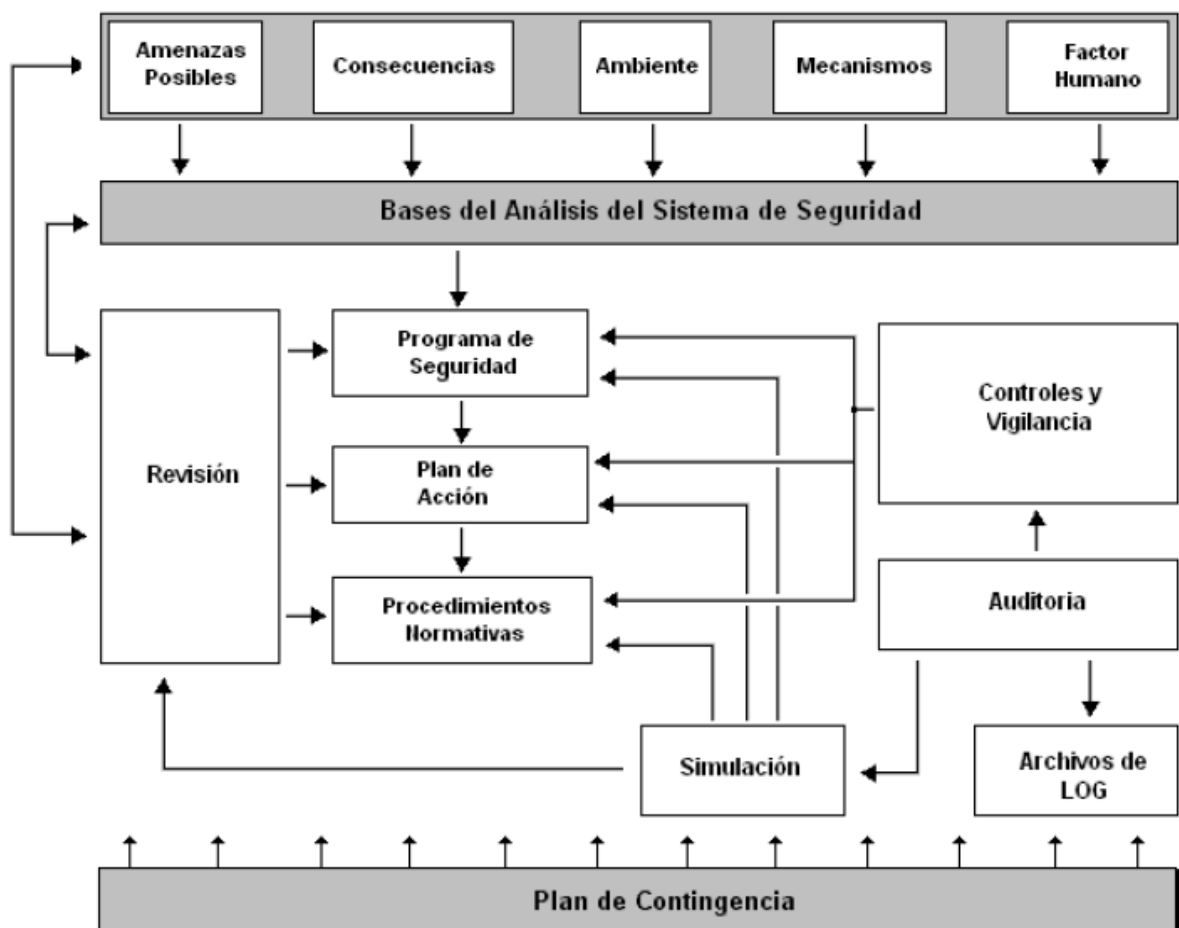 Amenazas
Posibles
Consecuencias
Ambiente
Mecanismos
Factor
Humano
Bases del Análisis del Sistema de Seguridad
Programa de
Seguridad
Controles y
Vigilancia
Revisión
Plan de
Acción
Auditoria
Procedimientos
Normativas
Simulación
Archivos de
LOG
Plan de Contingencia